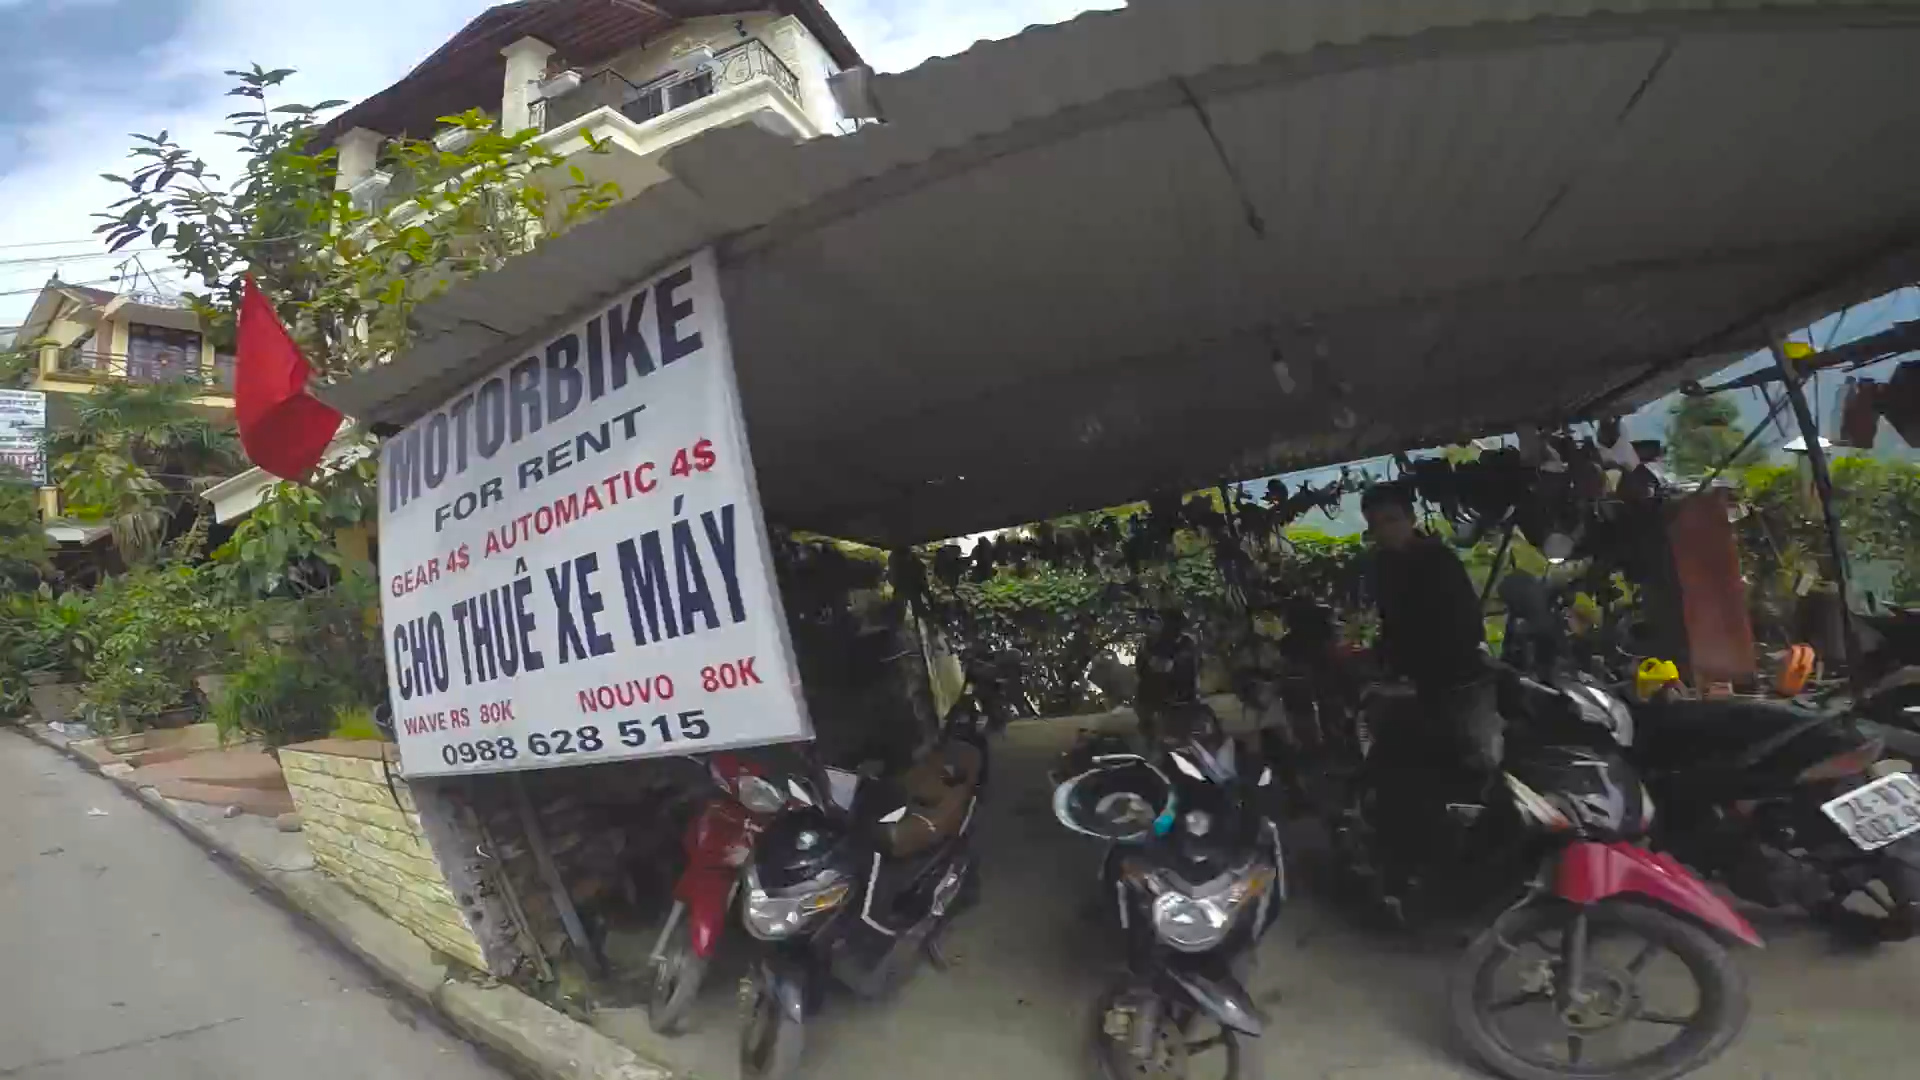 MOTORBIKE
FOR RENT
GEAR 4$ AUTOMATIC 4$
CHO THUÊ XE MÁY
WAVE RS 80K NOUVO 80K
0988 628 515